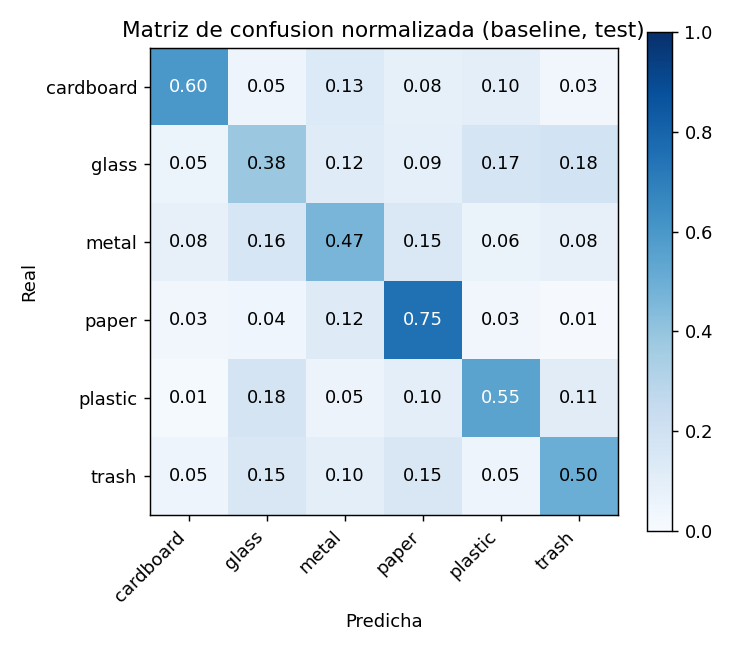 Matriz de confusion normalizada (baseline, test)
cardboard 0.60 0.05 0.13 0.08 0.10 0.03
glass 0.05 0.38 0.12 0.09 0.17 0.18
metal 0.08 0.16 0.47 0.15 0.06 0.08
paper 0.03 0.04 0.12 0.75 0.03 0.01
plastic 0.01 0.18 0.05 0.10 0.55 0.11
trash 0.05 0.15 0.10 0.15 0.05 0.50
Real
cardboard glass metal paper plastic trash
Predicha
1.0
0.8
0.6
0.4
0.2
0.0